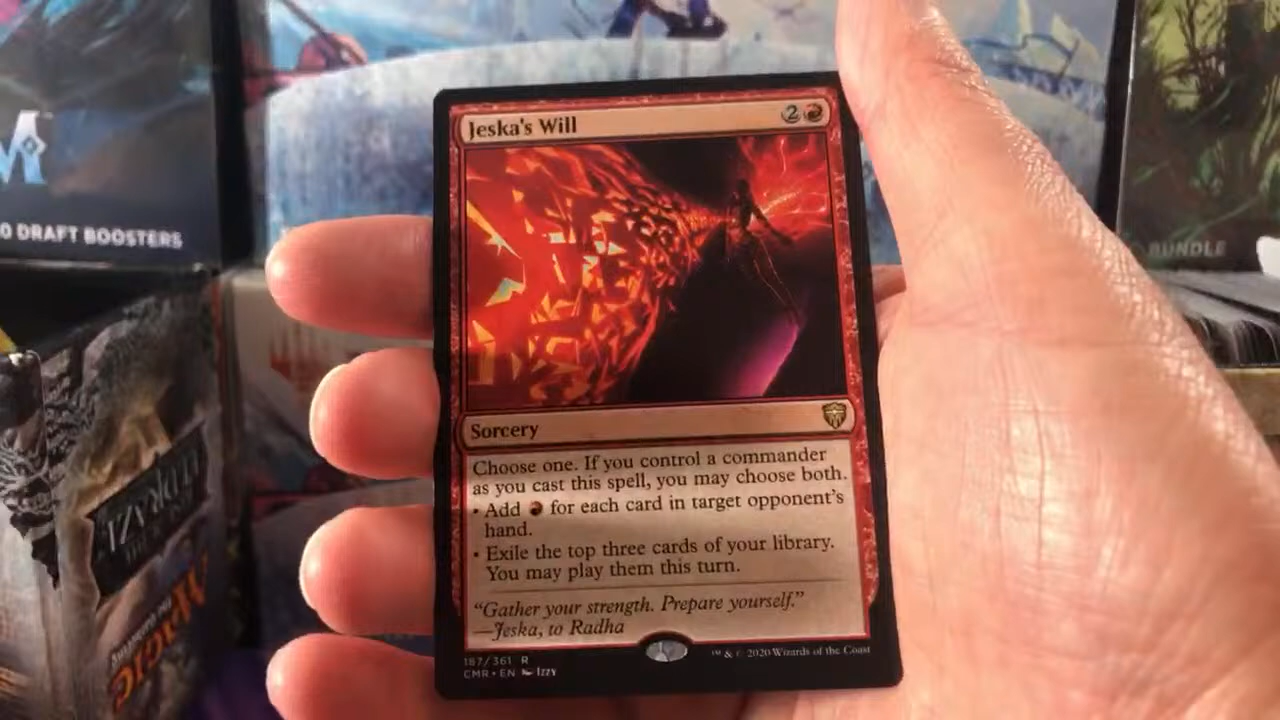 Jeska's Will
2
Sorcery
Choose one. If you control a commander
as you cast this spell, you may choose both.
• Add for each card in target opponent's
hand.
• Exile the top three cards of your library.
You may play them this turn.
"Gather your strength. Prepare yourself."
—Jeska, to Radha
187/361 R
CMR • EN Izzy
™ & © 2020 Wizards of the Coast
0 DRAFT BOOSTERS
BUNDLE
MAGIC